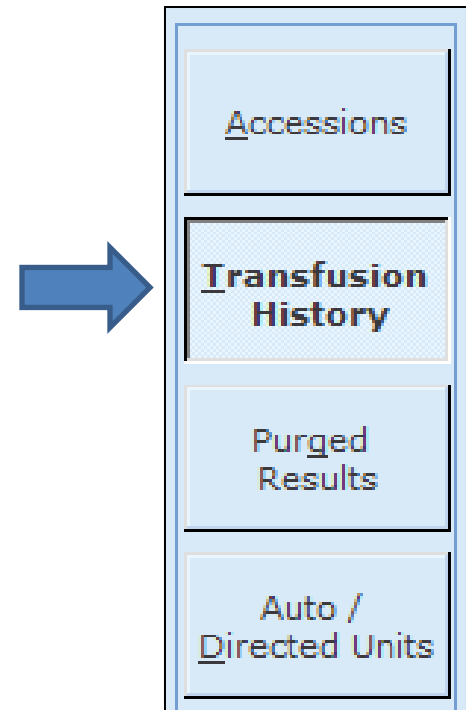 Accessions
Transfusion
History
Purged
Results
Auto /
Directed Units